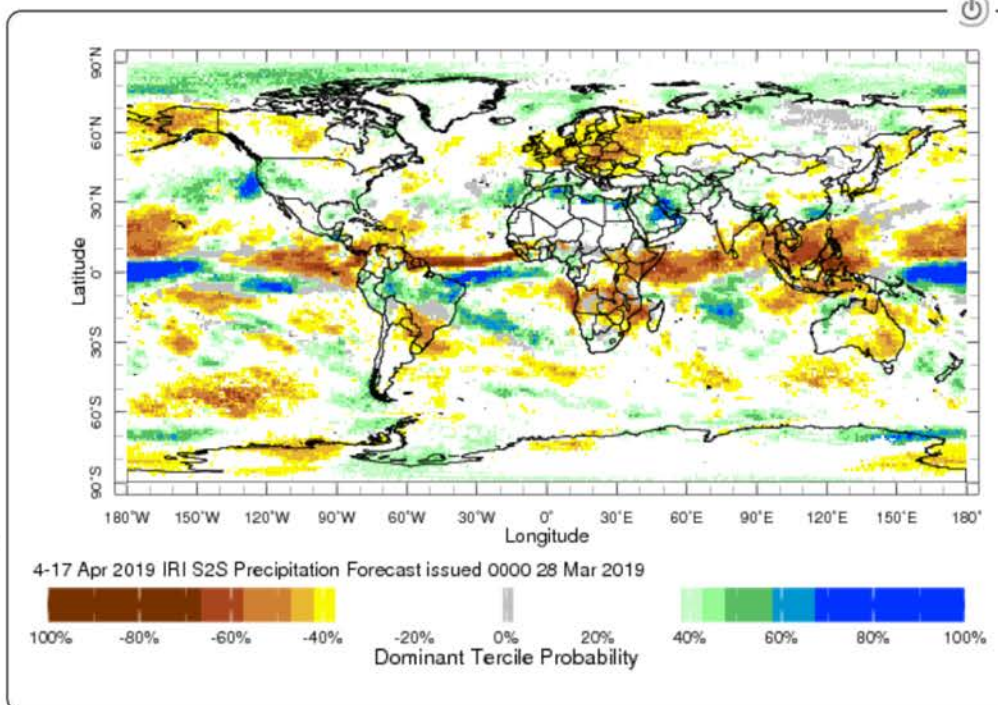 90°N
60°N
30°N
0°
30°S
60°S
90°S
Latitude
180°W 150°W 120°W 90°W 60°W 30°W 0° 30°E 60°E 90°E 120°E 150°E 180°
Longitude
4-17 Apr 2019 IRI S2S Precipitation Forecast issued 0000 28 Mar 2019
100% -80% -60% -40% -20% 0% 20% 40% 60% 80% 100%
Dominant Tercile Probability